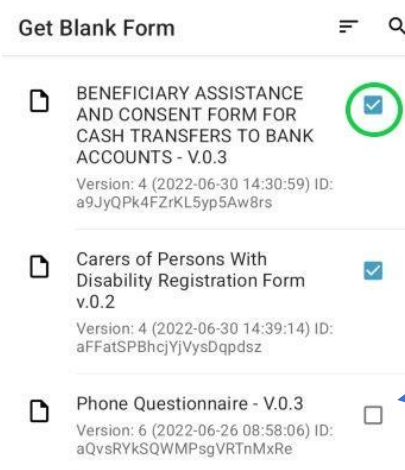 Get Blank Form
BENEFICIARY ASSISTANCE
AND CONSENT FORM FOR
CASH TRANSFERS TO BANK
ACCOUNTS - V.0.3
Version: 4 (2022-06-30 14:30:59) ID:
a9JyQPk4FZrKL5yp5Aw8rs
Carers of Persons With
Disability Registration Form
v.0.2
Version: 4 (2022-06-30 14:39:14) ID:
aFFatSPBhcjYjVysDqpdsz
Phone Questionnaire - V.0.3
Version: 6 (2022-06-26 08:58:06) ID:
aQvsRYkSQWMPsgVRTnMxRe